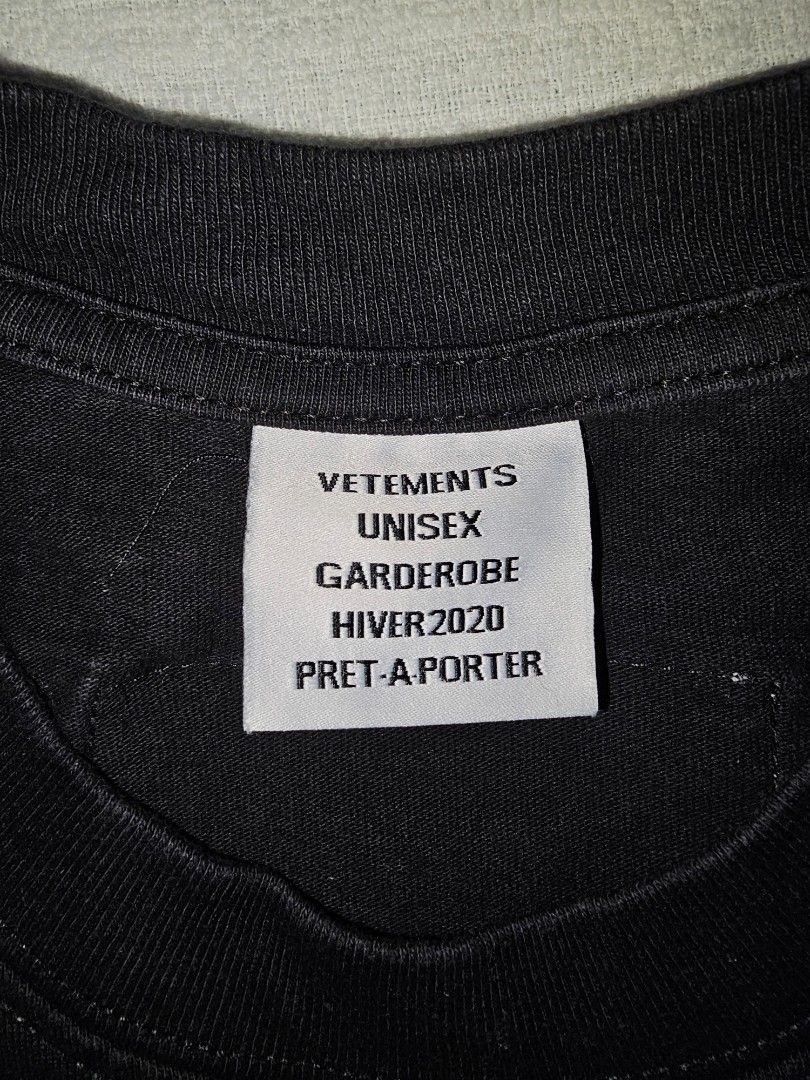 VETEMENTS
UNISEX
GARDEROBE
HIVER2020
PRET-A-PORTER